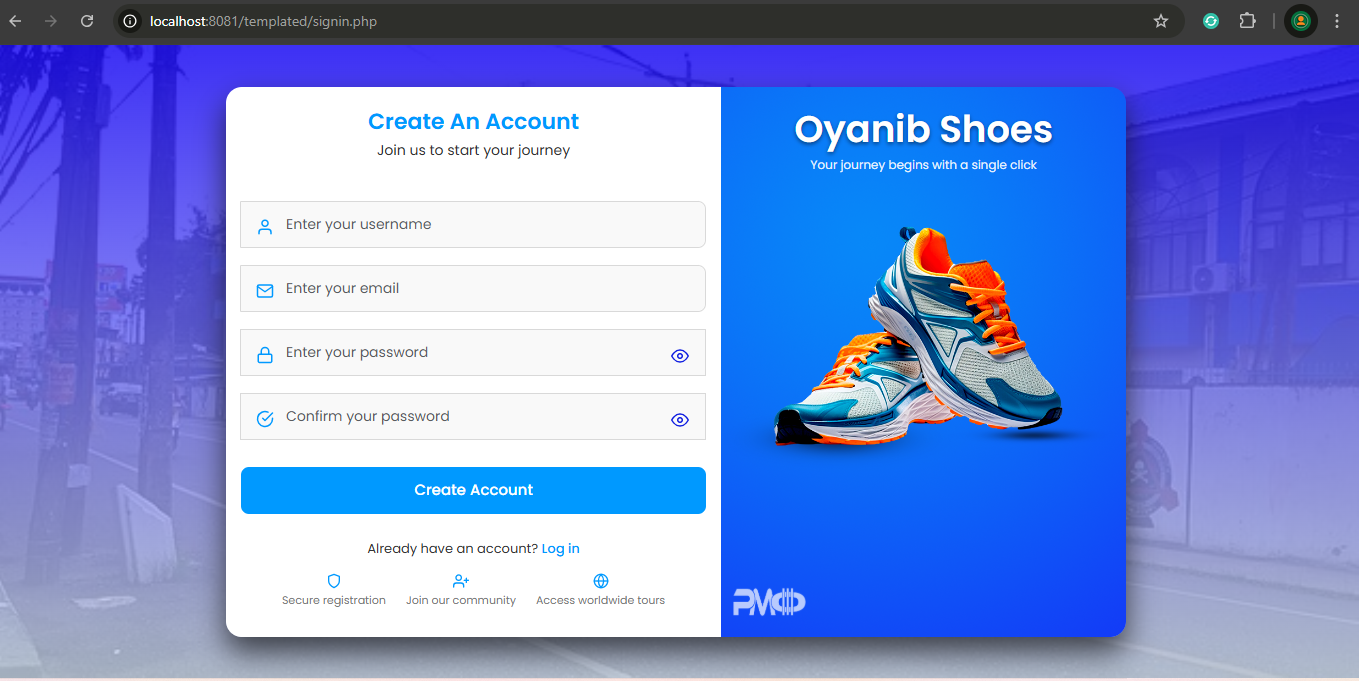 localhost:8081/templated/signin.php
Create An Account
Join us to start your journey
Enter your username
Enter your email
Enter your password
Confirm your password
Create Account
Already have an account? Log in
Secure registration
Join our community
Access worldwide tours
Oyanib Shoes
Your journey begins with a single click